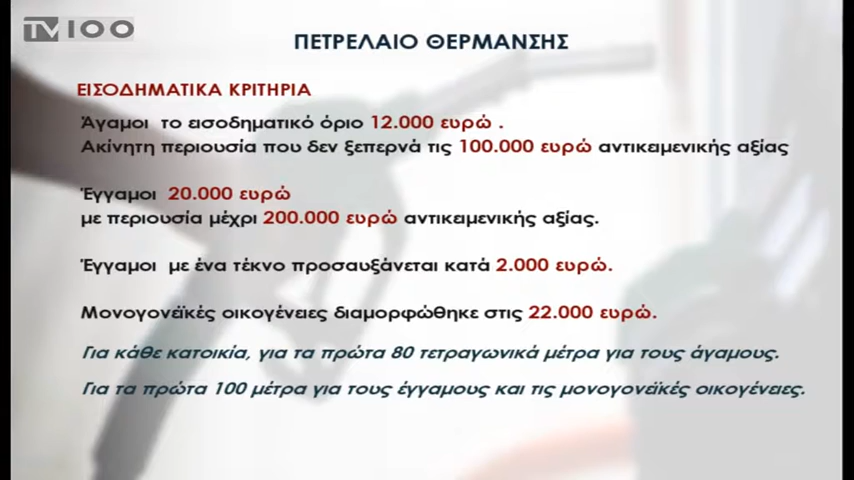 TV100
ΠΕΤΡΕΛΑΙΟ ΘΕΡΜΑΝΣΗΣ
ΕΙΣΟΔΗΜΑΤΙΚΑ ΚΡΙΤΗΡΙΑ
Άγαμοι το εισοδηματικό όριο 12.000 ευρώ .
Ακίνητη περιουσία που δεν ξεπερνά τις 100.000 ευρώ αντικειμενικής αξίας
Έγγαμοι 20.000 ευρώ
με περιουσία μέχρι 200.000 ευρώ αντικειμενικής αξίας.
Έγγαμοι με ένα τέκνο προσαυξάνεται κατά 2.000 ευρώ.
Μονογονεϊκές οικογένειες διαμορφώθηκε στις 22.000 ευρώ.
Για κάθε κατοικία, για τα πρώτα 80 τετραγωνικά μέτρα για τους άγαμους.
Για τα πρώτα 100 μέτρα για τους έγγαμους και τις μονογονεϊκές οικογένειες.